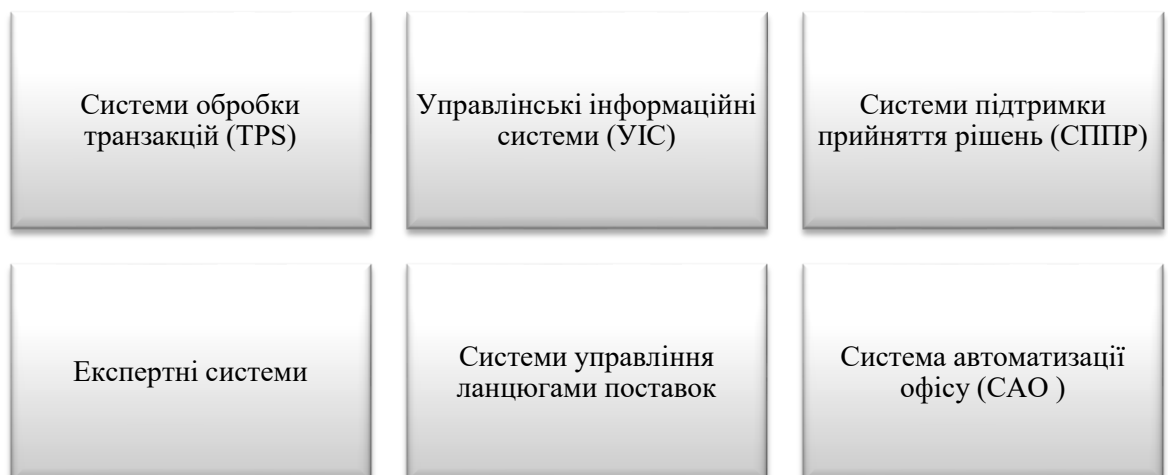 Системи обробки
транзакцій (TPS)
Управлінські інформаційні
системи (УІС)
Системи підтримки
прийняття рішень (СППР)
Експертні системи
Системи управління
ланцюгами поставок
Система автоматизації
офісу (САО )